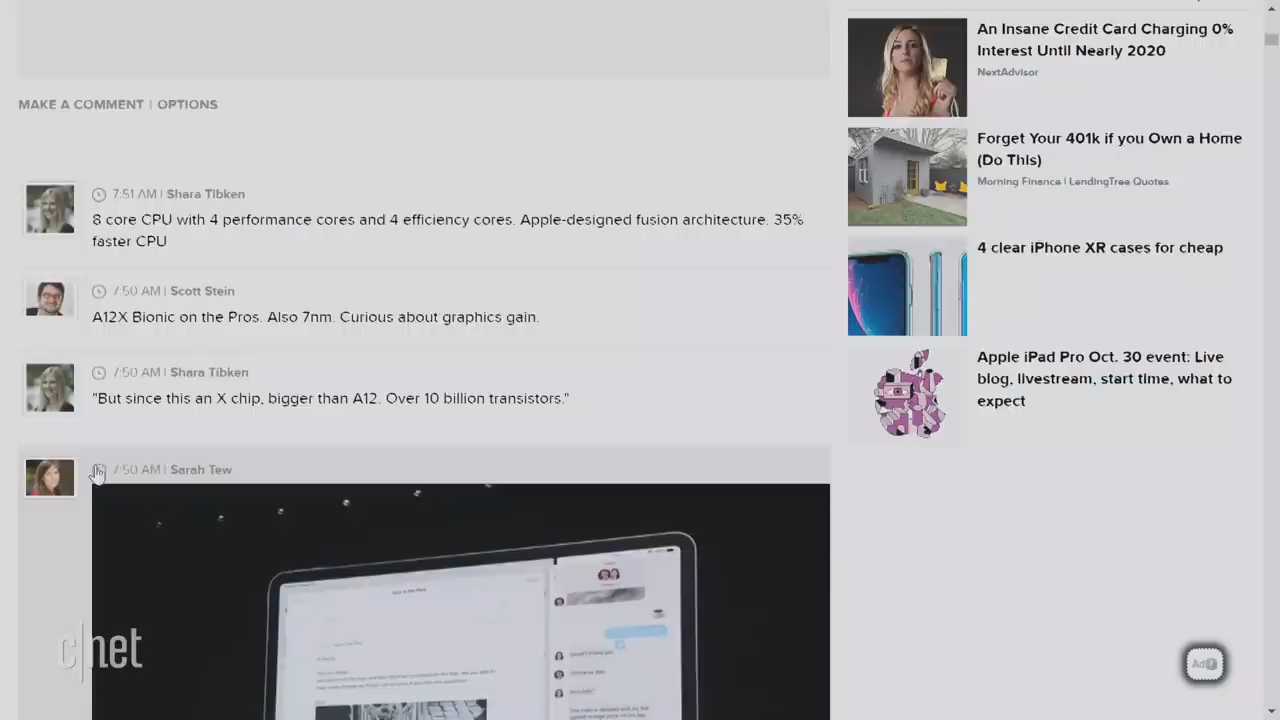 MAKE A COMMENT | OPTIONS
7:51 AM | Shara Tibken
8 core CPU with 4 performance cores and 4 efficiency cores. Apple-designed fusion architecture. 35%
faster CPU
7:50 AM | Scott Stein
A12X Bionic on the Pros. Also 7nm. Curious about graphics gain.
7:50 AM | Shara Tibken
"But since this an X chip, bigger than A12. Over 10 billion transistors."
7:50 AM | Sarah Tew
c|net
An Insane Credit Card Charging 0%
Interest Until Nearly 2020
NextAdvisor
Forget Your 401k if you Own a Home
(Do This)
Morning Finance | LendingTree Quotes
4 clear iPhone XR cases for cheap
Apple iPad Pro Oct. 30 event: Live
blog, livestream, start time, what to
expect
Ad